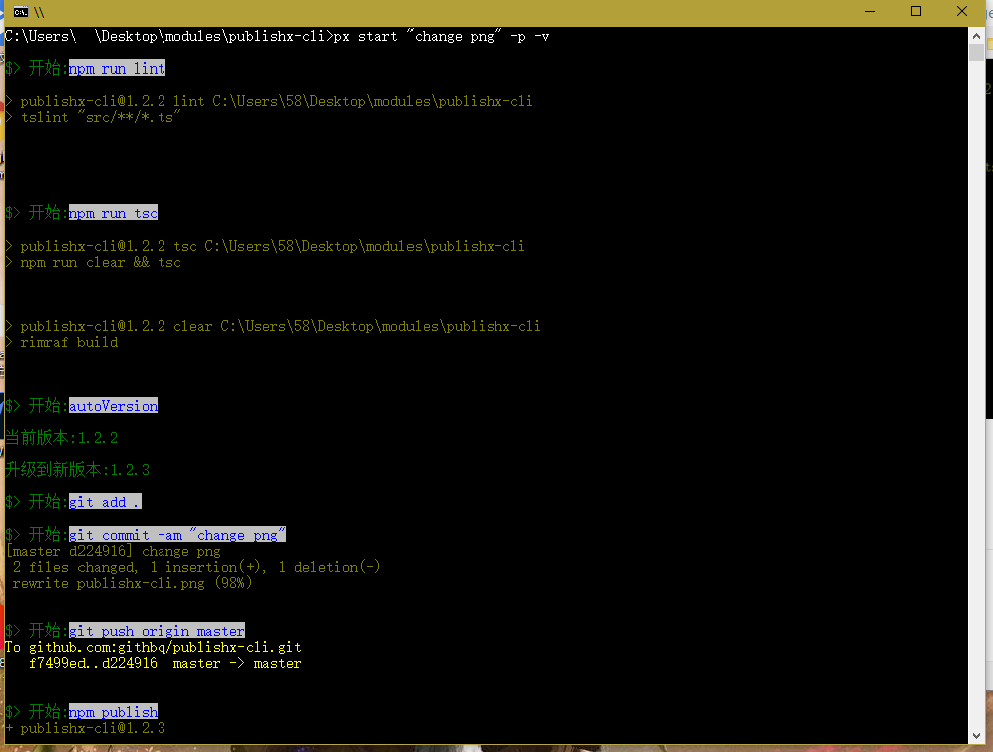 \\
C:\Users\ \Desktop\modules\publishx-cli>px start "change png" -p -v
$> 开始:npm run lint
> publishx-cli@1.2.2 lint C:\Users\58\Desktop\modules\publishx-cli
> tslint "src/**/*.ts"
$> 开始:npm run tsc
> publishx-cli@1.2.2 tsc C:\Users\58\Desktop\modules\publishx-cli
> npm run clear && tsc
> publishx-cli@1.2.2 clear C:\Users\58\Desktop\modules\publishx-cli
> rimraf build
$> 开始:autoVersion
当前版本:1.2.2
升级到新版本:1.2.3
$> 开始:git add .
$> 开始:git commit -am "change png"
[master d224916] change png
2 files changed, 1 insertion(+), 1 deletion(-)
rewrite publishx-cli.png (98%)
$> 开始:git push origin master
To github.com:githbq/publishx-cli.git
f7499ed..d224916 master -> master
$> 开始:npm publish
+ publishx-cli@1.2.3